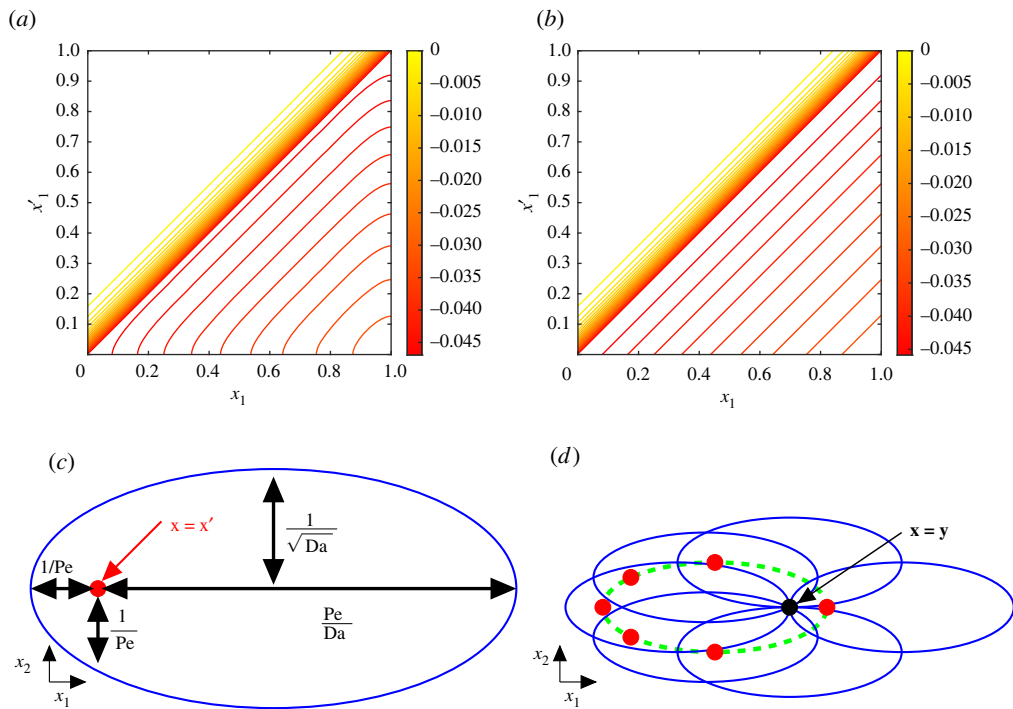 (a)
1.0
0.9
0.8
0.7
0.6
0.5
0.4
0.3
0.2
0.1
x′1
0 0.2 0.4 0.6 0.8 1.0
x1
0
−0.005
−0.010
−0.015
−0.020
−0.025
−0.030
−0.035
−0.040
−0.045
(b)
1.0
0.9
0.8
0.7
0.6
0.5
0.4
0.3
0.2
0.1
x′1
0 0.2 0.4 0.6 0.8 1.0
x1
0
−0.005
−0.010
−0.015
−0.020
−0.025
−0.030
−0.035
−0.040
−0.045
(c)
x = x′
1/Pe
1/√Da
1/Pe
Pe/Da
x2
x1
(d)
x = y
x2
x1